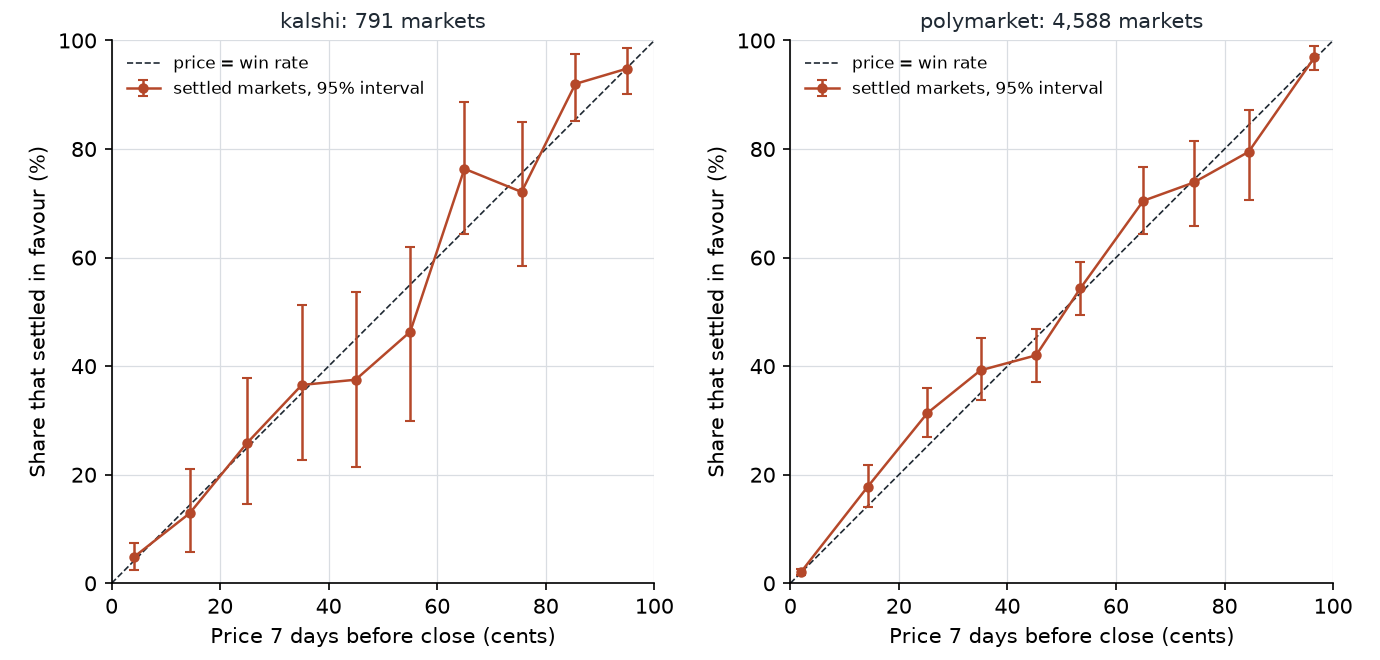 kalshi: 791 markets
price = win rate
settled markets, 95% interval
100
80
60
40
20
0
0 20 40 60 80 100
Share that settled in favour (%)
Price 7 days before close (cents)
polymarket: 4,588 markets
price = win rate
settled markets, 95% interval
100
80
60
40
20
0
0 20 40 60 80 100
Share that settled in favour (%)
Price 7 days before close (cents)